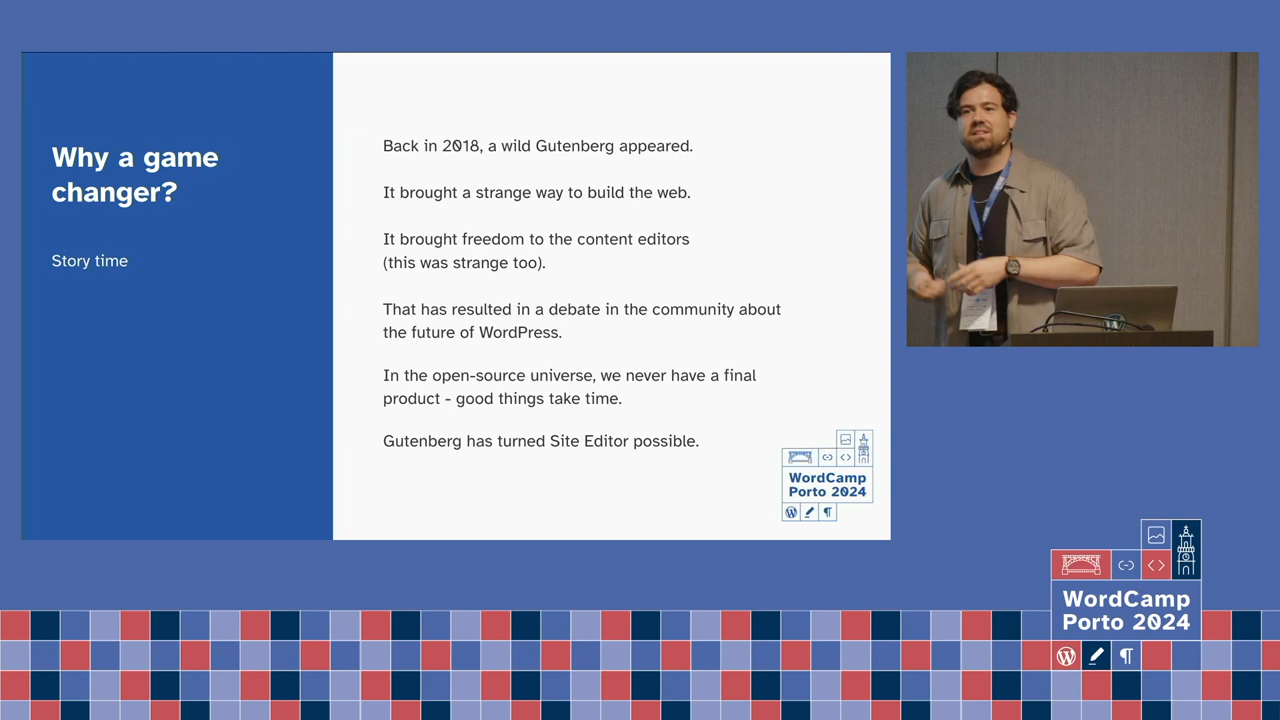 Why a game
changer?
Story time
Back in 2018, a wild Gutenberg appeared.
It brought a strange way to build the web.
It brought freedom to the content editors
(this was strange too).
That has resulted in a debate in the community about
the future of WordPress.
In the open-source universe, we never have a final
product - good things take time.
Gutenberg has turned Site Editor possible.
WordCamp
Porto 2024
WordCamp
Porto 2024